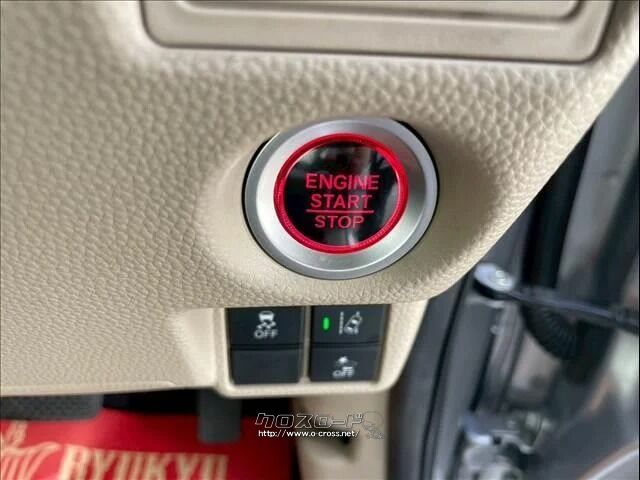 ENGINE
START
STOP
OFF
OFF
クロスロード
http://www.o-cross.net/
RYUKYU